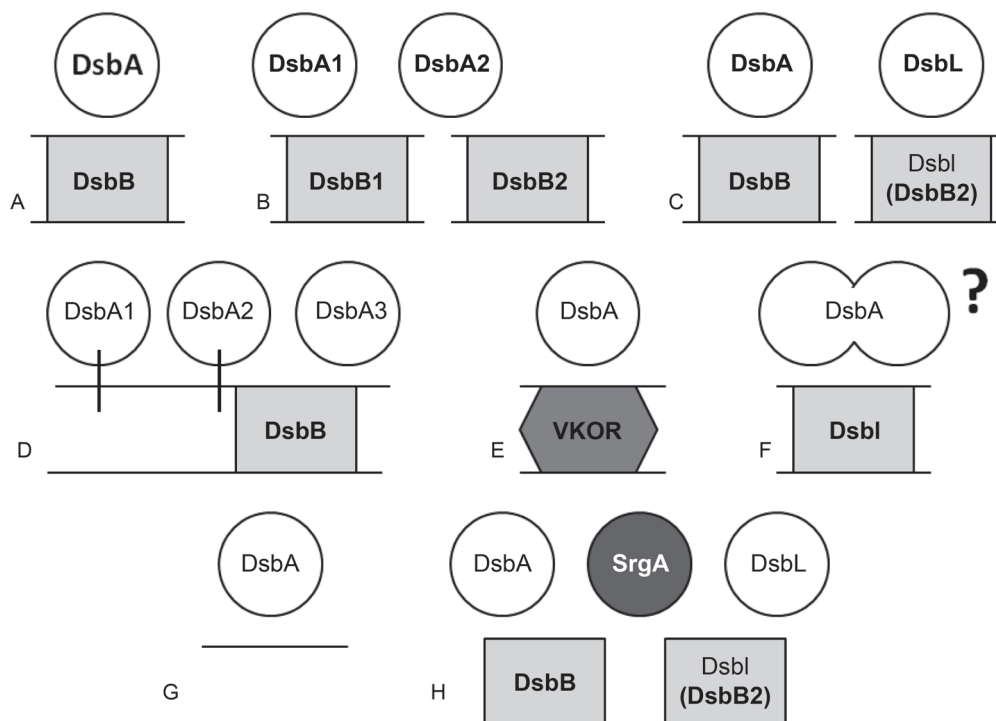 DsbA
DsbB
A
DsbA1
DsbA2
DsbB1
DsbB2
B
DsbA
DsbL
DsbB
DsbI
(DsbB2)
C
DsbA1
DsbA2
DsbA3
DsbB
D
DsbA
VKOR
E
DsbA
?
DsbI
F
DsbA
G
DsbA
SrgA
DsbL
DsbB
DsbI
(DsbB2)
H